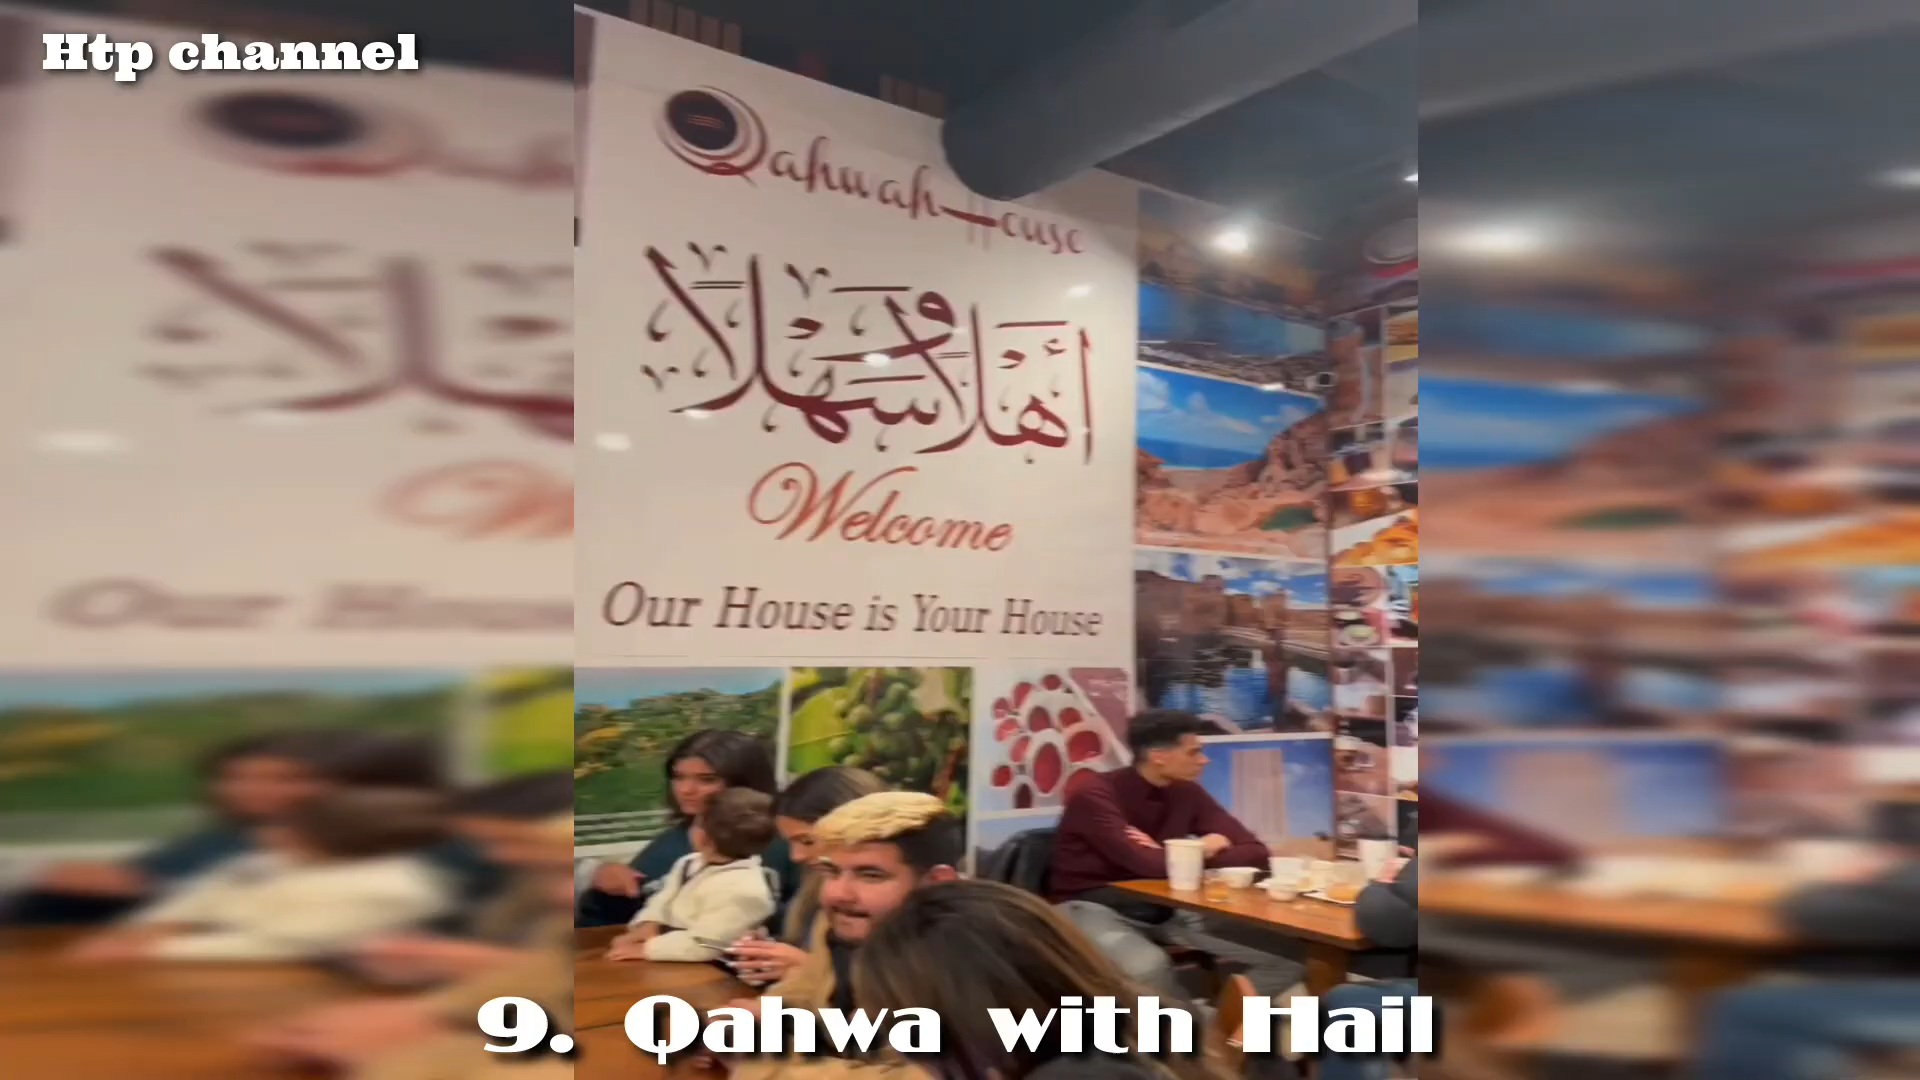 Htp channel
Qahwah House
أهلاً وسهلاً
Welcome
Our House is Your House
9. Qahwa with Hail